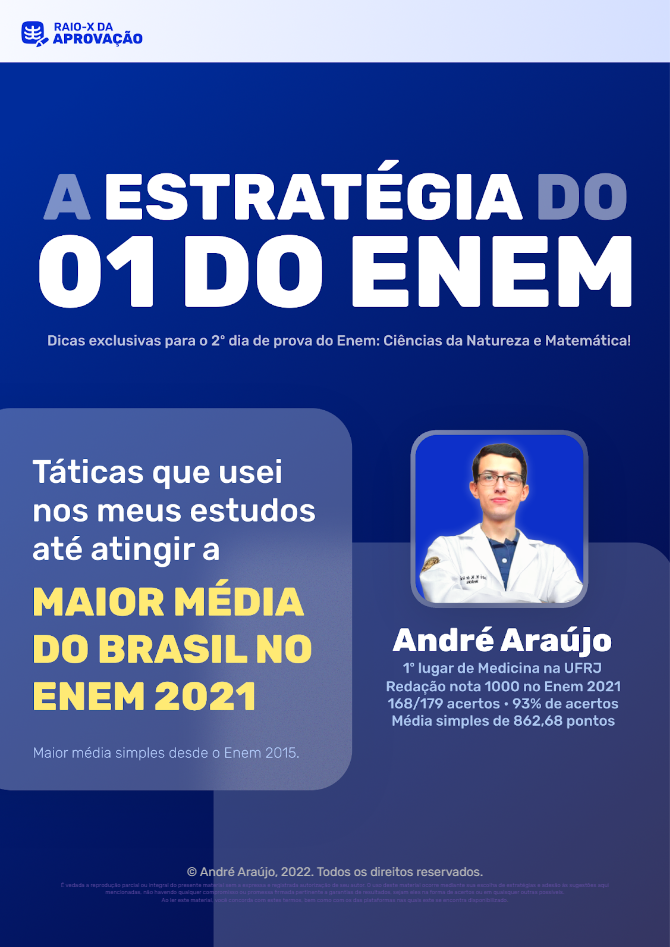 RAIO-X DA
APROVAÇÃO
A ESTRATÉGIA DO
01 DO ENEM
Dicas exclusivas para o 2º dia de prova do Enem: Ciências da Natureza e Matemática!
Táticas que usei
nos meus estudos
até atingir a
MAIOR MÉDIA
DO BRASIL NO
ENEM 2021
Maior média simples desde o Enem 2015.
André Araújo
1º lugar de Medicina na UFRJ
Redação nota 1000 no Enem 2021
168/179 acertos • 93% de acertos
Média simples de 862,68 pontos
© André Araújo, 2022. Todos os direitos reservados.